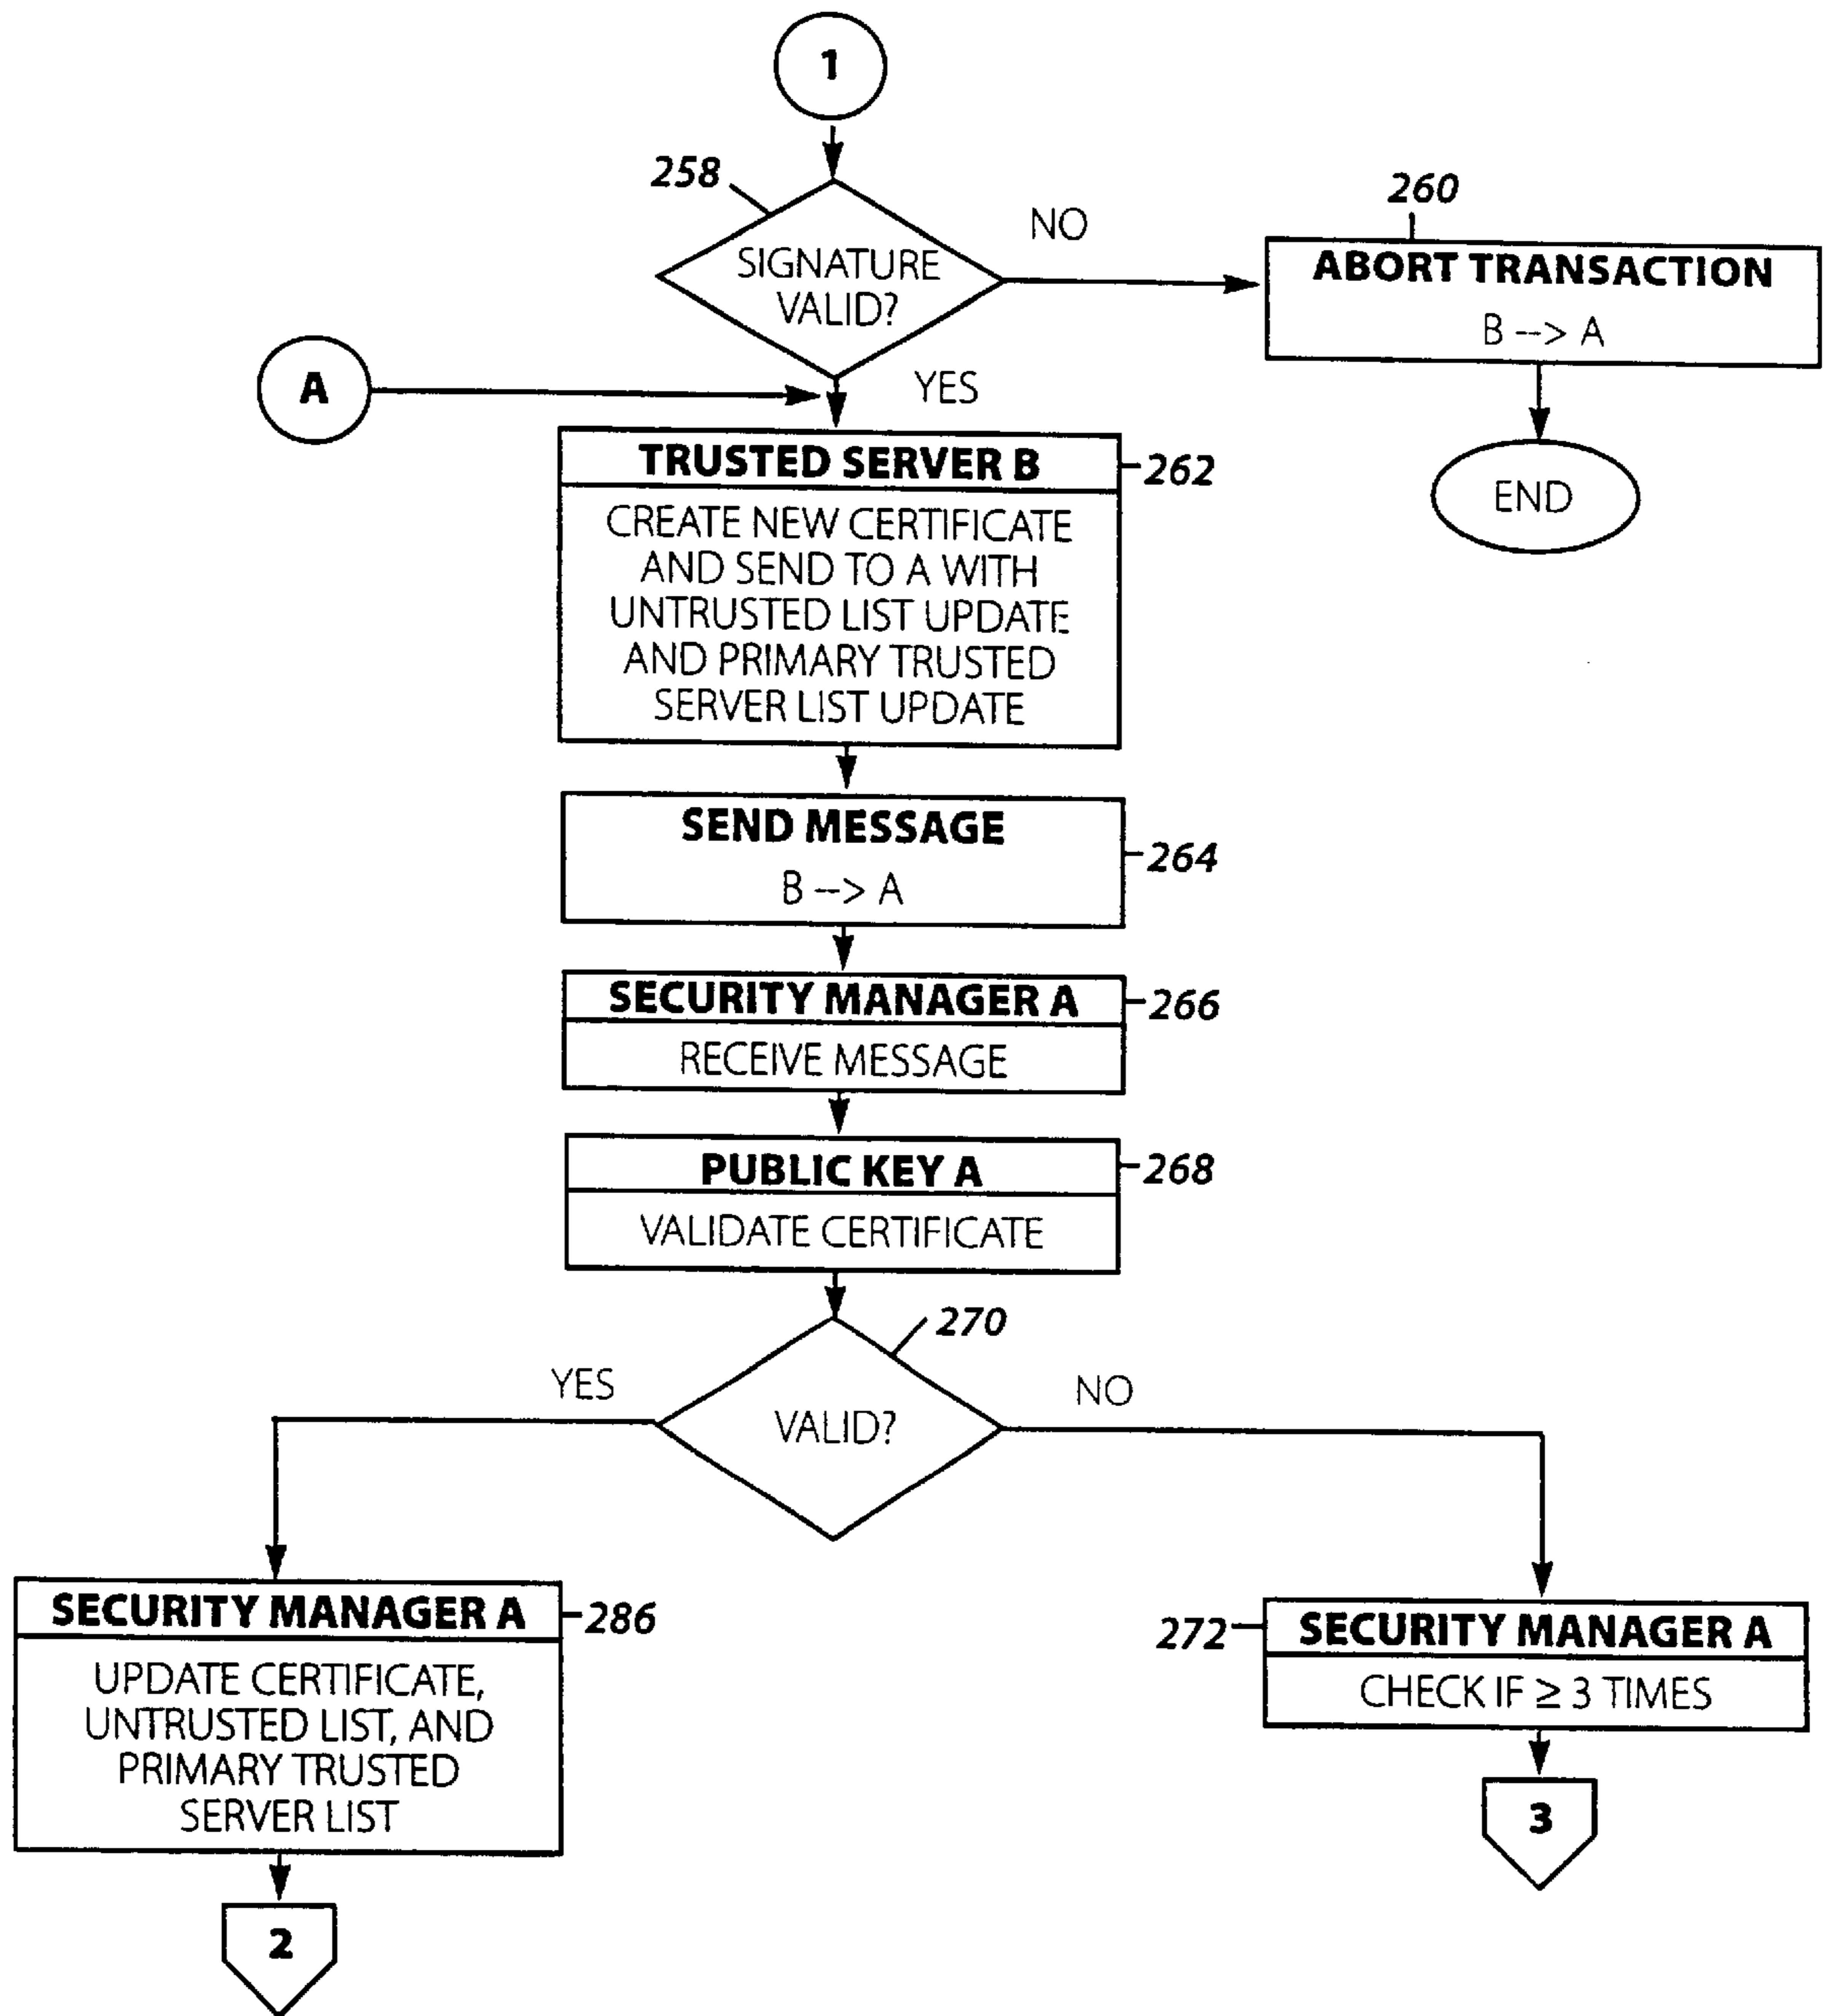 1
258
SIGNATURE
VALID?
NO
260
ABORT TRANSACTION
B --> A
END
A
YES
TRUSTED SERVER B
262
CREATE NEW CERTIFICATE
AND SEND TO A WITH
UNTRUSTED LIST UPDATE
AND PRIMARY TRUSTED
SERVER LIST UPDATE
SEND MESSAGE
B --> A
264
SECURITY MANAGER A
266
RECEIVE MESSAGE
PUBLIC KEY A
268
VALIDATE CERTIFICATE
270
VALID?
YES
NO
SECURITY MANAGER A
286
UPDATE CERTIFICATE,
UNTRUSTED LIST, AND
PRIMARY TRUSTED
SERVER LIST
2
272
SECURITY MANAGER A
CHECK IF ≥ 3 TIMES
3